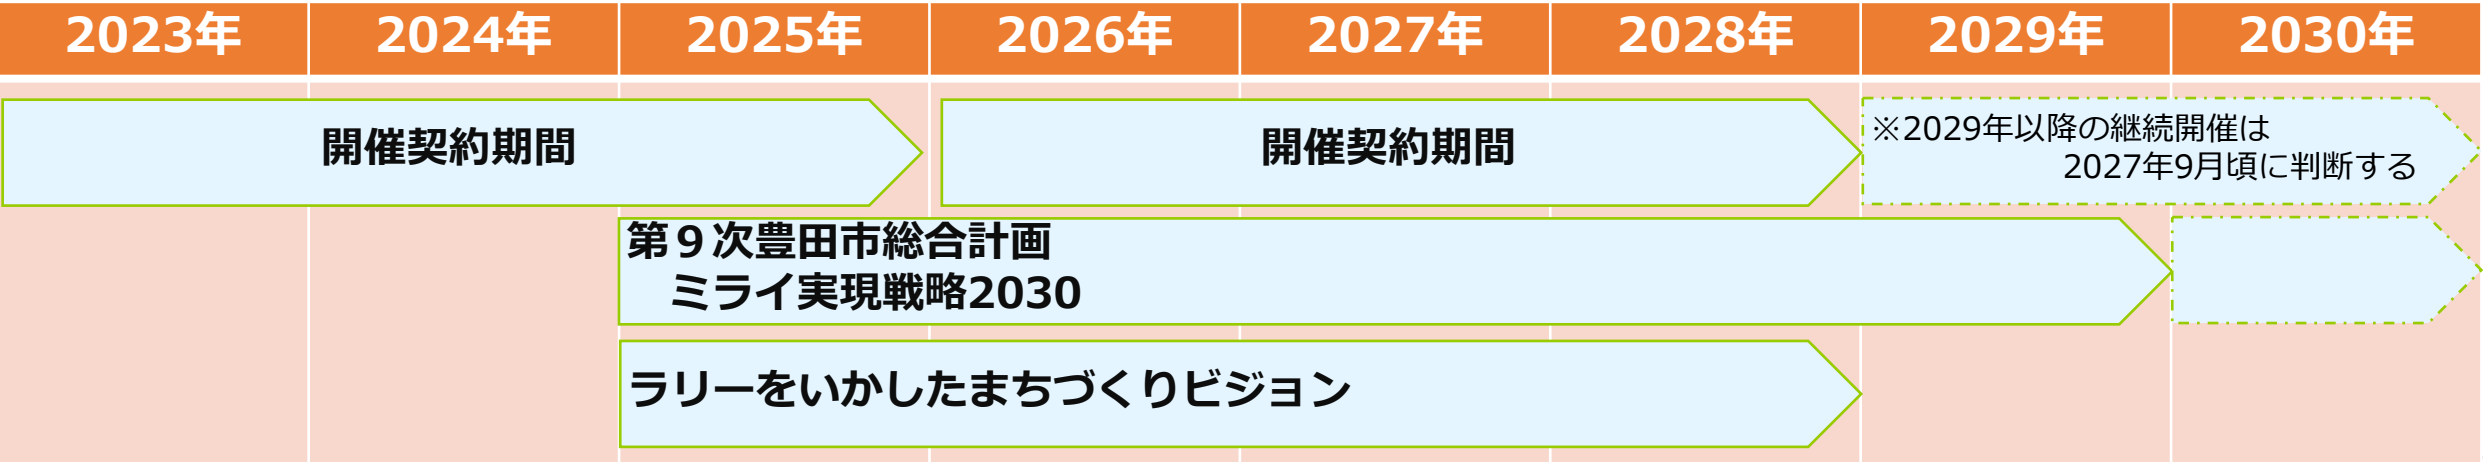 2023年 2024年 2025年 2026年 2027年 2028年 2029年 2030年
開催契約期間
開催契約期間
※2029年以降の継続開催は
2027年9月頃に判断する
第９次豊田市総合計画
ミライ実現戦略2030
ラリーをいかしたまちづくりビジョン